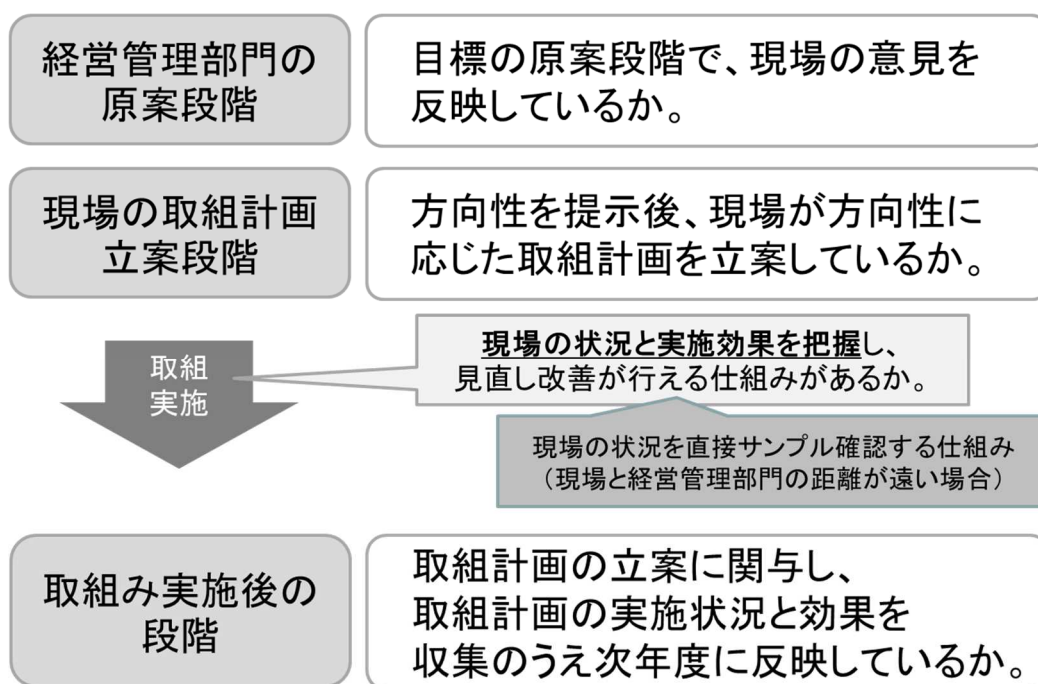 経営管理部門の
原案段階
目標の原案段階で、現場の意見を
反映しているか。
現場の取組計画
立案段階
方向性を提示後、現場が方向性に
応じた取組計画を立案しているか。
取組
実施
現場の状況と実施効果を把握し、
見直し改善が行える仕組みがあるか。
現場の状況を直接サンプル確認する仕組み
（現場と経営管理部門の距離が遠い場合）
取組み実施後の
段階
取組計画の立案に関与し、
取組計画の実施状況と効果を
収集のうえ次年度に反映しているか。